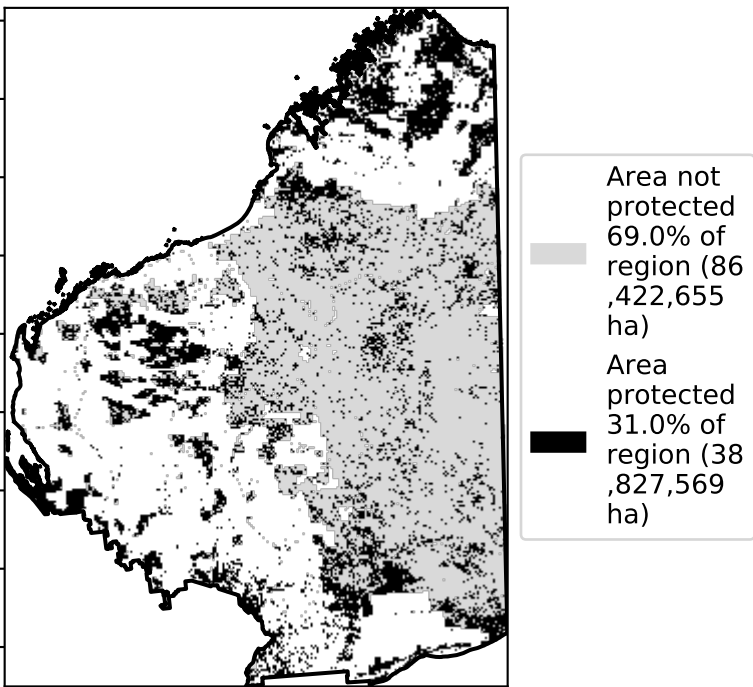 Area not
protected
69.0% of
region (86
,422,655
ha)
Area
protected
31.0% of
region (38
,827,569
ha)